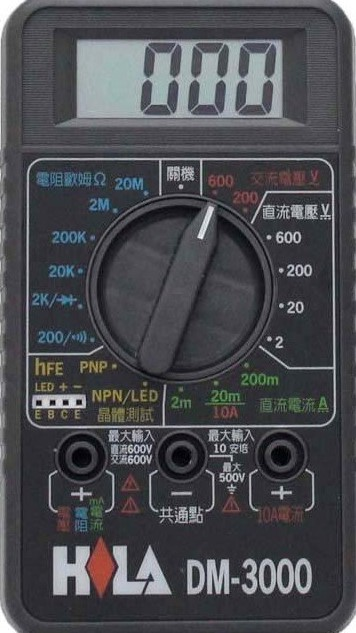 000
電阻歐姆Ω 20M 關機 600 交流電壓V
2M 200 直流電壓V
200K 600
20K 200
2K/ 20
200/ 2
hFE PNP 200m
LED + - NPN/LED 2m 20m 直流電流A
E B C E 晶體測試 10A
最大輸入 最大輸入
直流600V 10 安培
交流600V 最大
500V
+ − +
電壓 電阻 mA電流 共通點 10A電流
HOLA DM-3000